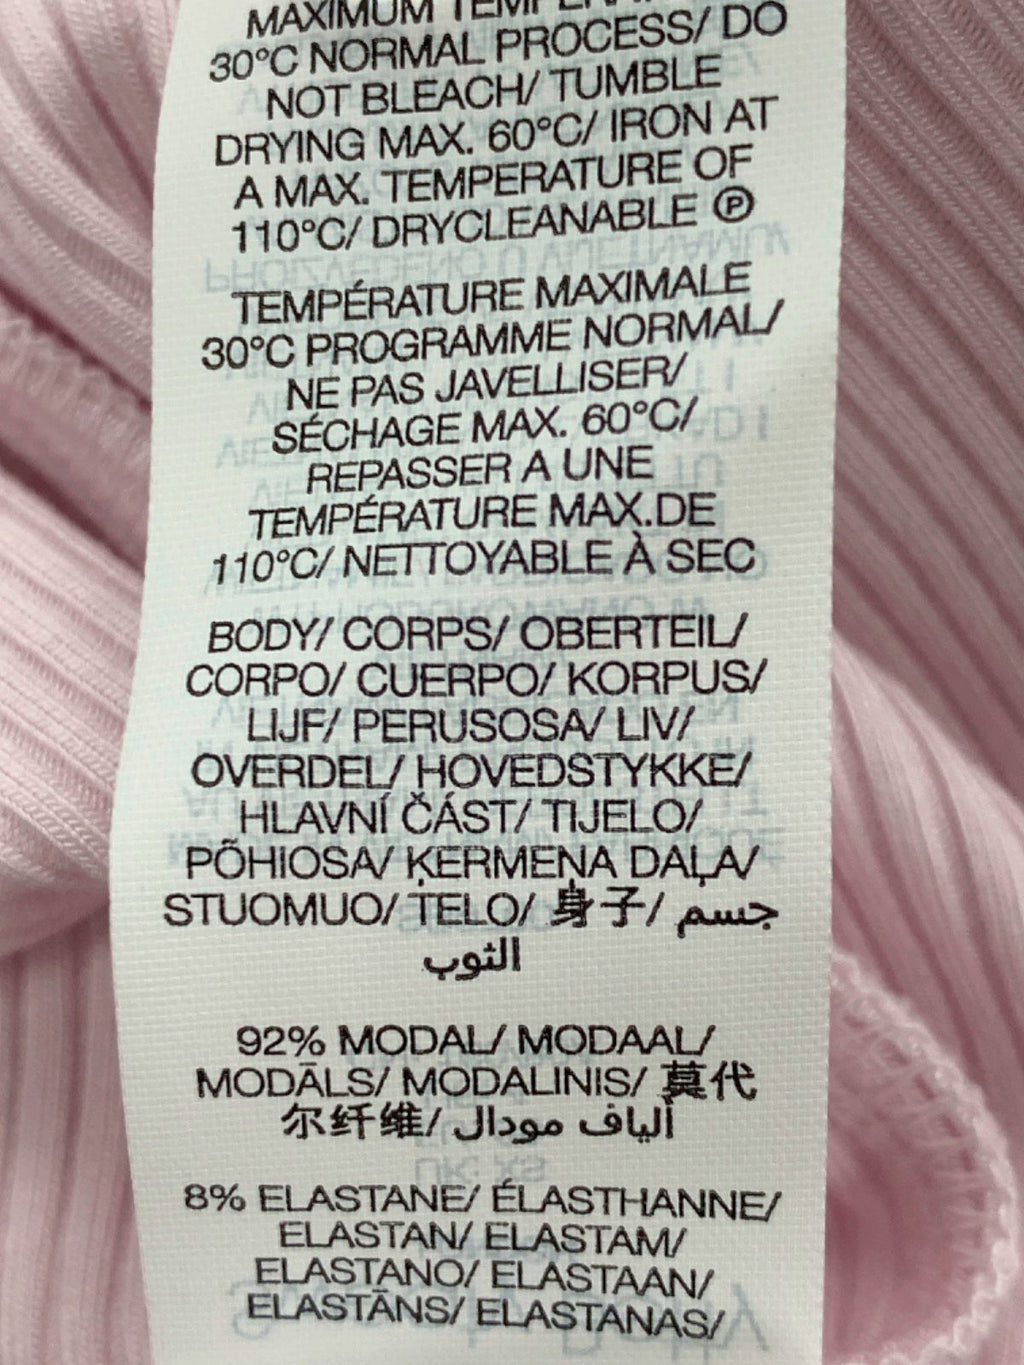 MAXIMUM TEMPERA
30°C NORMAL PROCESS/ DO
NOT BLEACH/ TUMBLE
DRYING MAX. 60°C/ IRON AT
A MAX. TEMPERATURE OF
110°C/ DRYCLEANABLE Ⓟ
TEMPÉRATURE MAXIMALE
30°C PROGRAMME NORMAL/
NE PAS JAVELLISER/
SÉCHAGE MAX. 60°C/
REPASSER A UNE
TEMPÉRATURE MAX.DE
110°C/ NETTOYABLE À SEC
BODY/ CORPS/ OBERTEIL/
CORPO/ CUERPO/ KORPUS/
LIJF/ PERUSOSA/ LIV/
OVERDEL/ HOVEDSTYKKE/
HLAVNÍ ČÁST/ TIJELO/
PÕHIOSA/ ĶERMEŅA DAĻA/
STUOMUO/ TELO/ 身子/ جسم
الثوب
92% MODAL/ MODAAL/
MODĀLS/ MODALINIS/ 莫代
尔纤维/ ألياف مودال
8% ELASTANE/ ÉLASTHANNE/
ELASTAN/ ELASTAM/
ELASTANO/ ELASTAAN/
ELASTĀNS/ ELASTANAS/